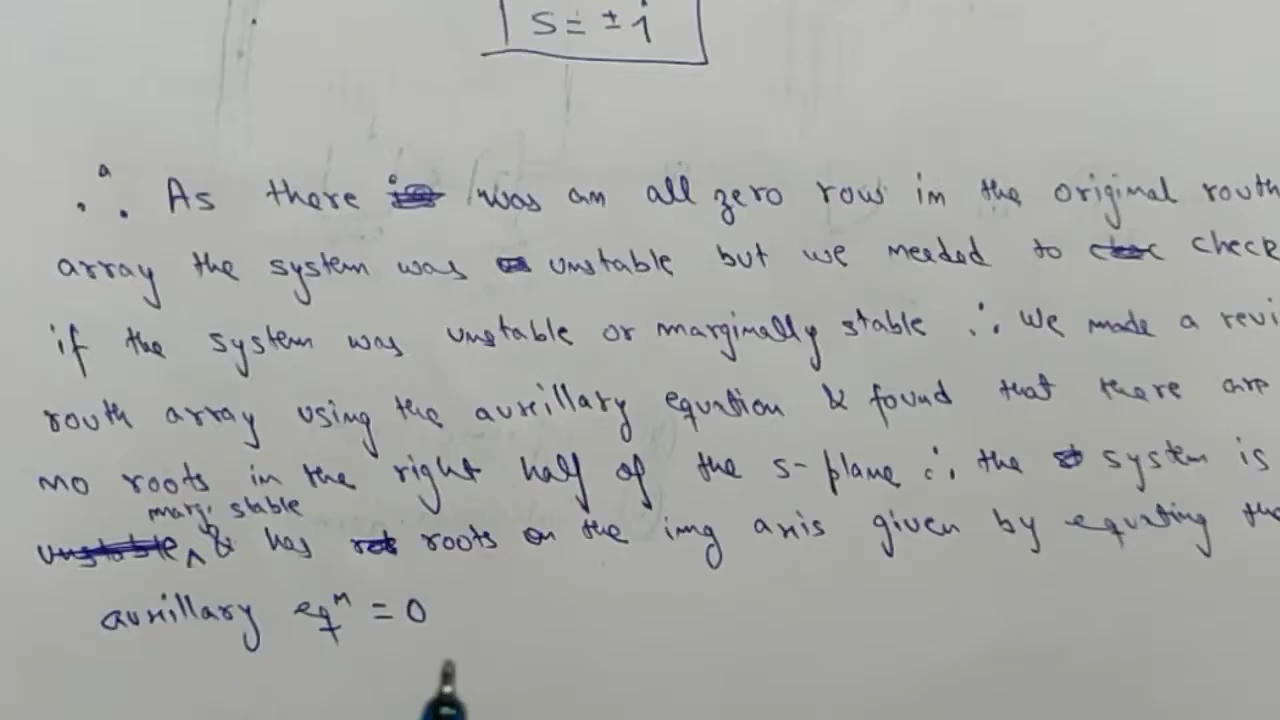 s = ± j
∴ As there was an all zero row in the original routh
array the system was unstable but we needed to check
if the system was unstable or marginally stable ∴ We made a revi
routh array using the auxillary equation & found that there are
no roots in the right half of the s-plane ∴ the system is
marg. stable
& has roots on the img axis given by equating the
auxillary eqn = 0